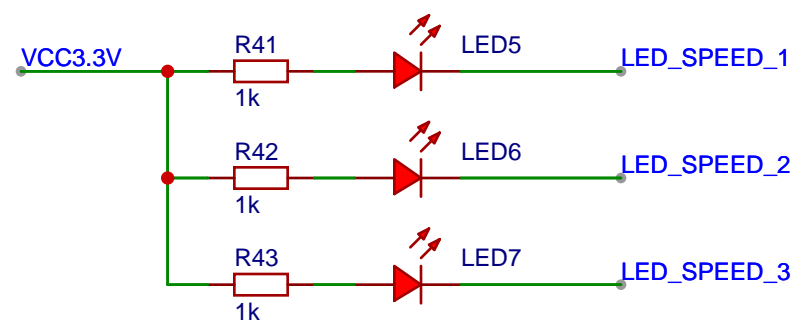 VCC3.3V
R41
1k
LED5
LED_SPEED_1
R42
1k
LED6
LED_SPEED_2
R43
1k
LED7
LED_SPEED_3